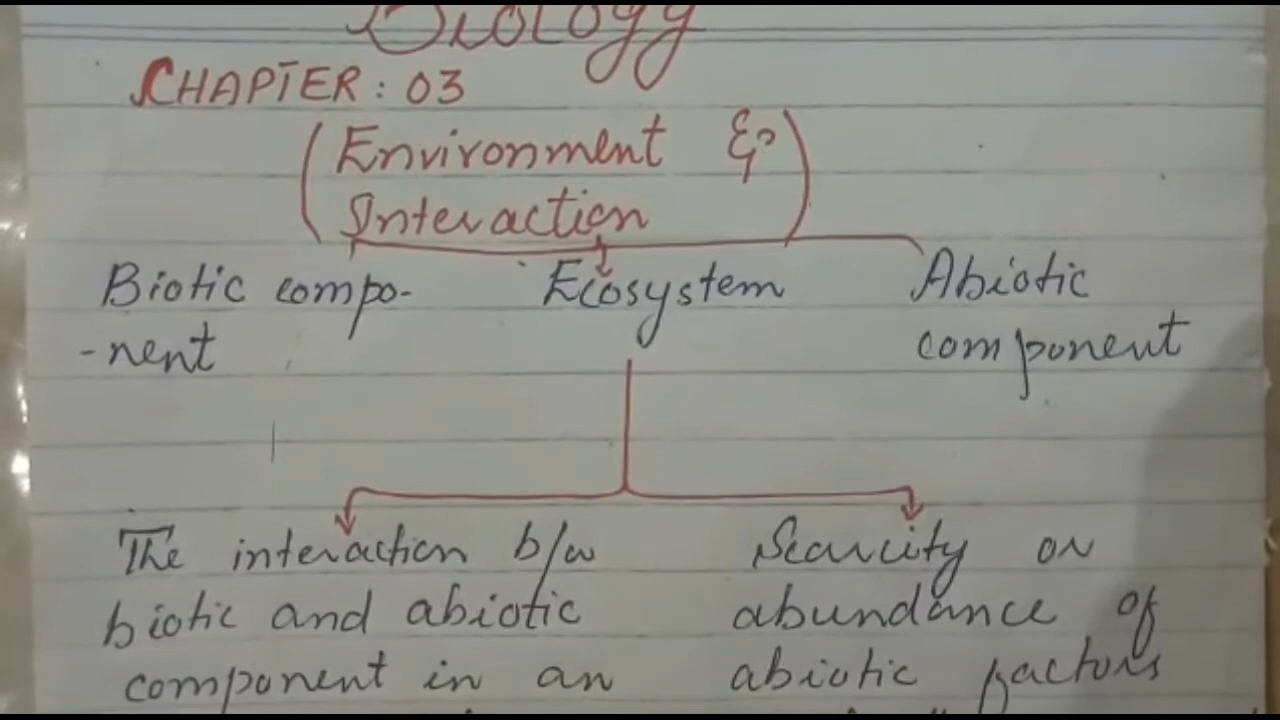 Biology
CHAPTER: 03
(Environment &
Interaction)
Biotic compo-
-nent
Ecosystem
Abiotic
component
The interaction b/w
biotic and abiotic
component in an
Scarcity or
abundance of
abiotic factors